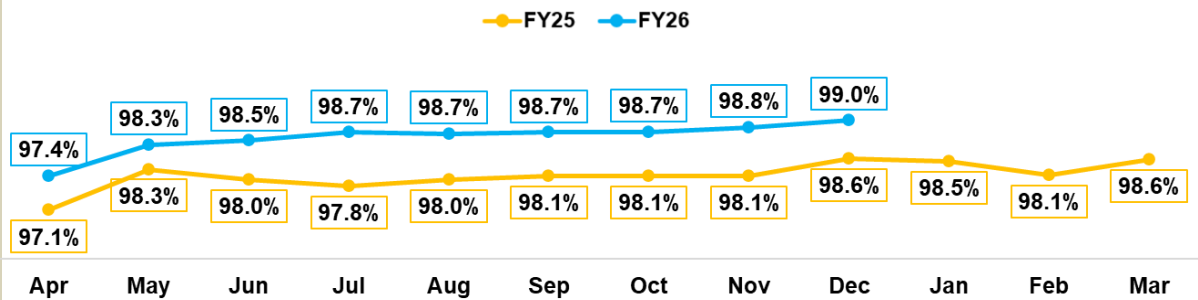 FY25 FY26
97.4% 98.3% 98.5% 98.7% 98.7% 98.7% 98.7% 98.8% 99.0%
97.1% 98.3% 98.0% 97.8% 98.0% 98.1% 98.1% 98.1% 98.6% 98.5% 98.1% 98.6%
Apr May Jun Jul Aug Sep Oct Nov Dec Jan Feb Mar